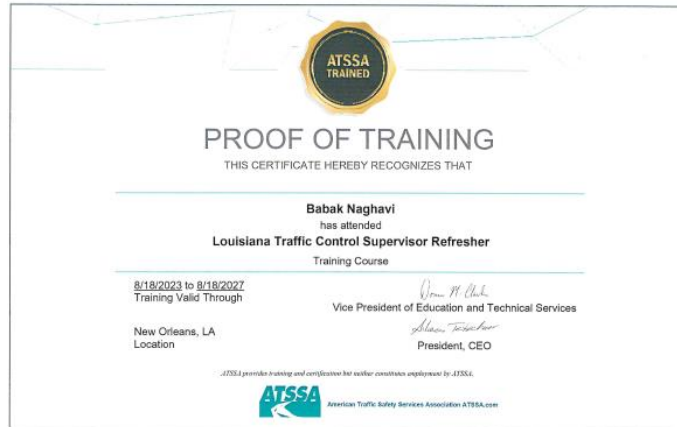 ATSSA
TRAINED
PROOF OF TRAINING
THIS CERTIFICATE HEREBY RECOGNIZES THAT
Babak Naghavi
has attended
Louisiana Traffic Control Supervisor Refresher
Training Course
8/18/2023 to 8/18/2027
Training Valid Through
Vice President of Education and Technical Services
New Orleans, LA
Location
President, CEO
ATSSA provides training and certification but neither constitutes employment by ATSSA.
ATSSA
American Traffic Safety Services Association ATSSA.com